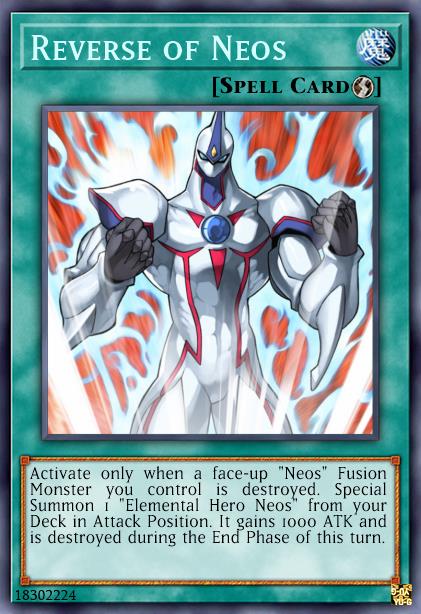 Reverse of Neos
[Spell Card]
Activate only when a face-up "Neos" Fusion
Monster you control is destroyed. Special
Summon 1 "Elemental Hero Neos" from your
Deck in Attack Position. It gains 1000 ATK and
is destroyed during the End Phase of this turn.
18302224